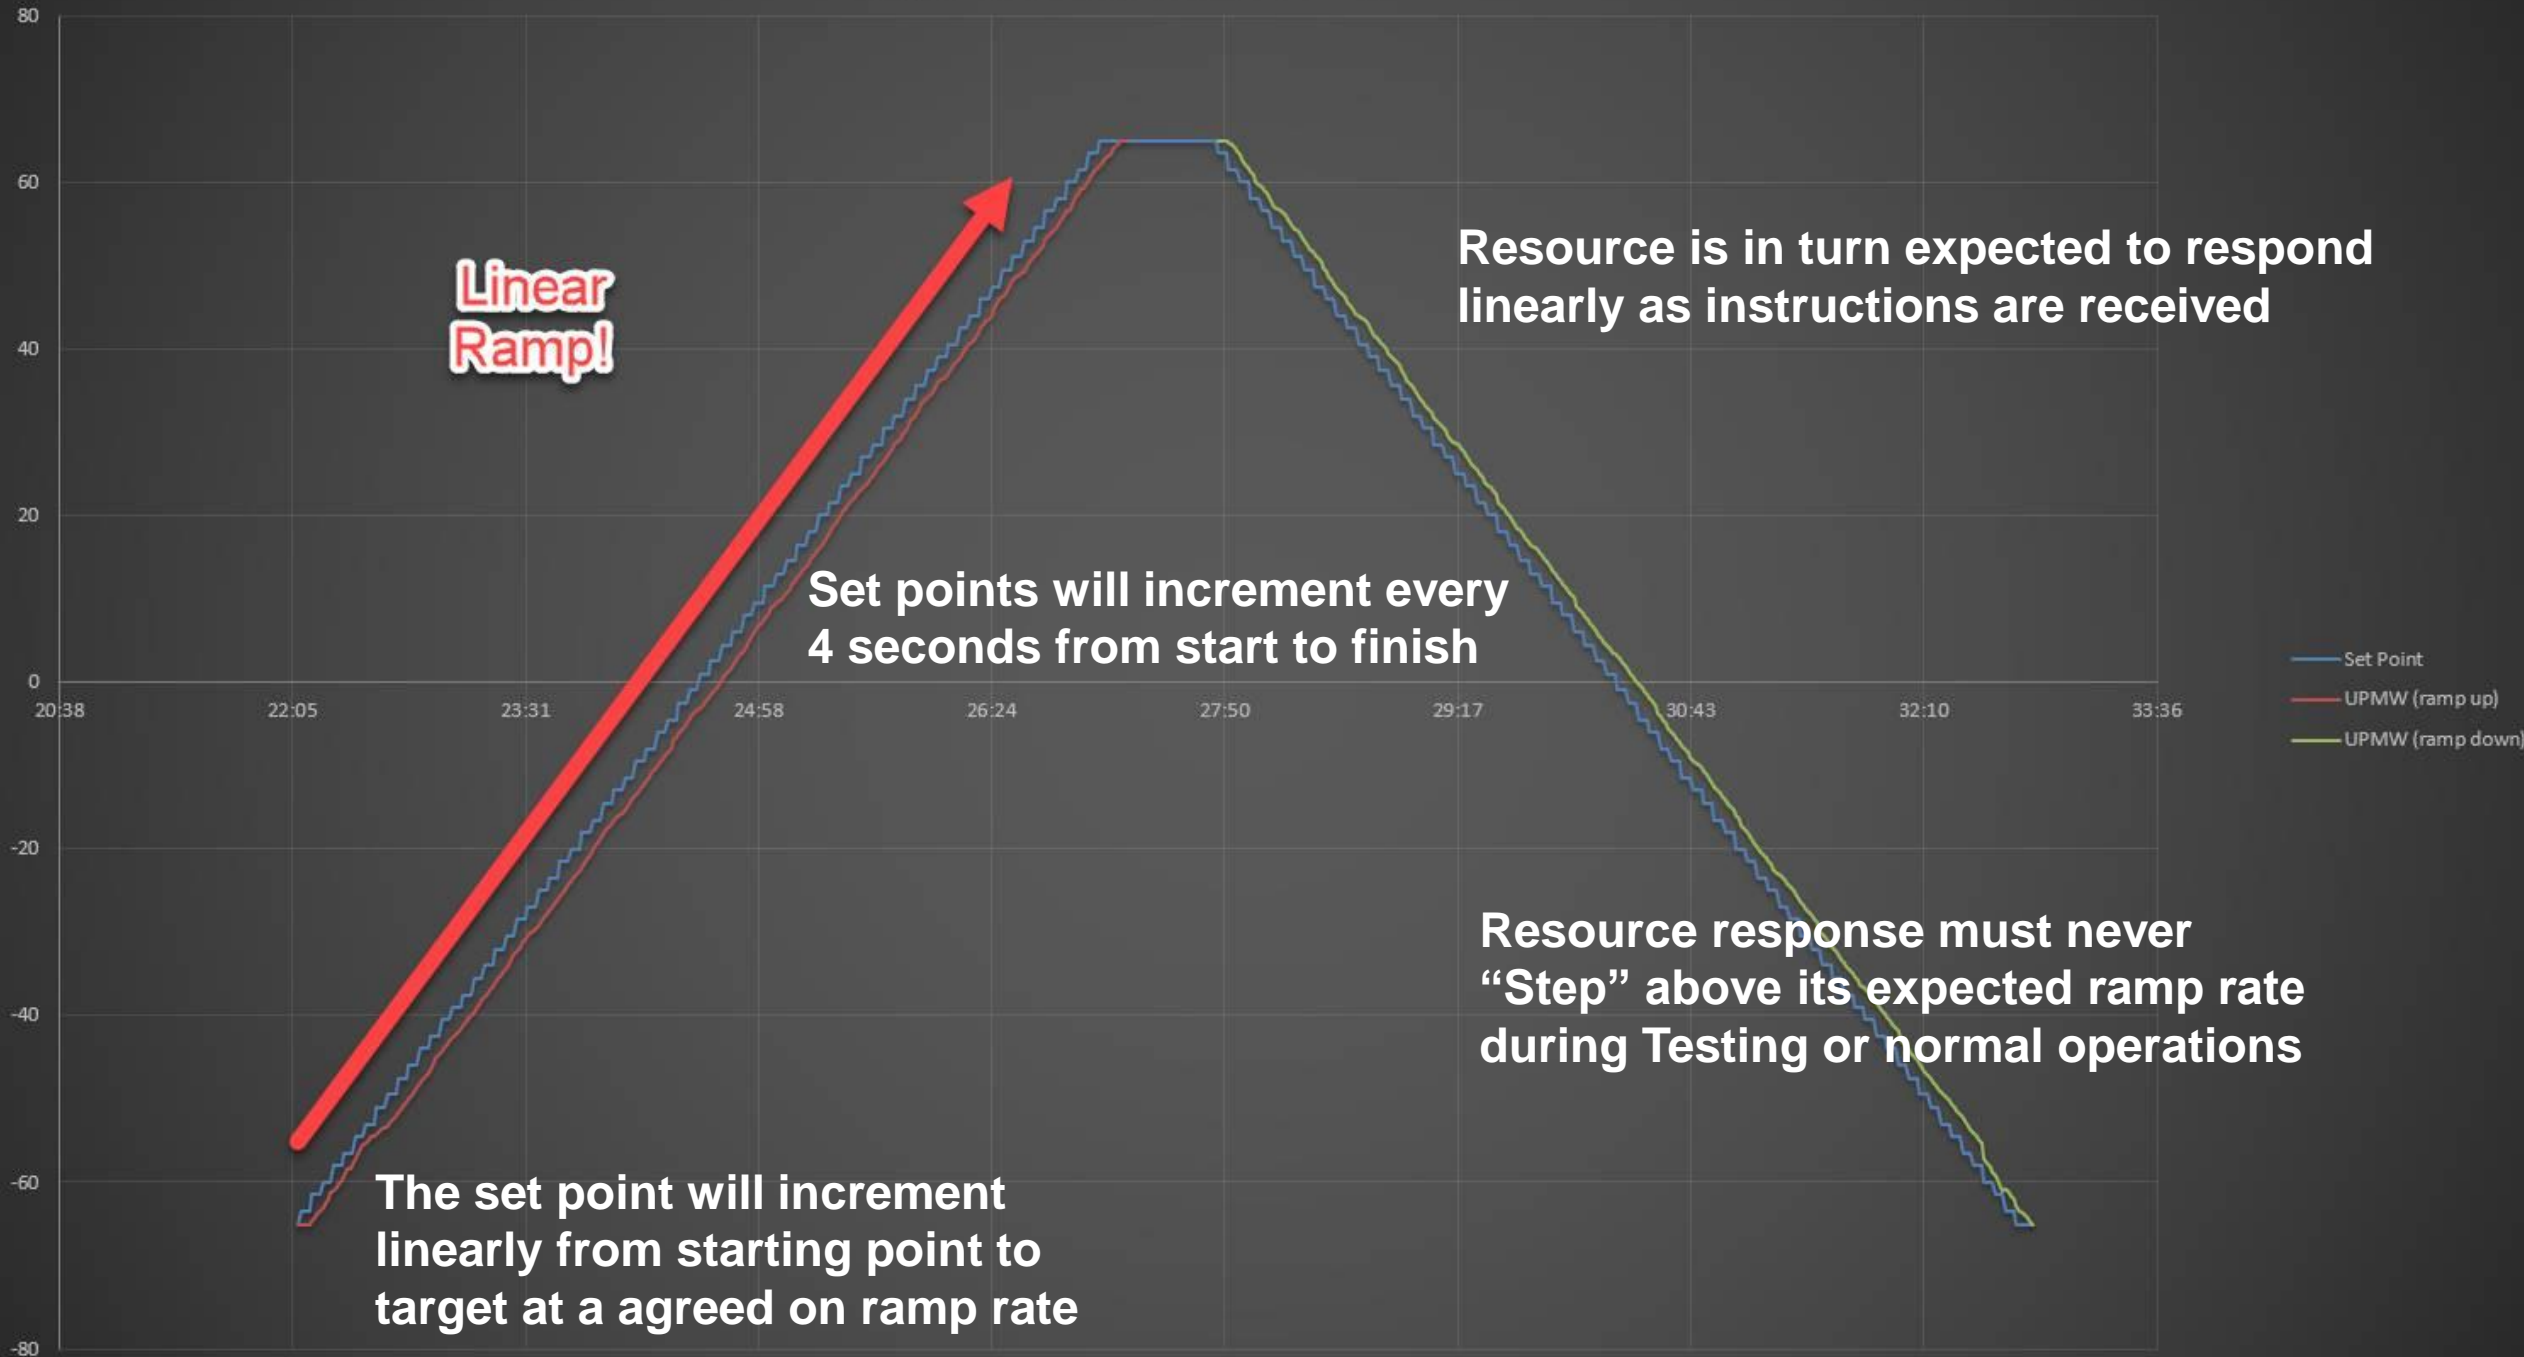 80
60
40
20
0
-20
-40
-60
-80
20:38
22:05
23:31
24:58
26:24
27:50
29:17
30:43
32:10
33:36
Linear
Ramp!
Resource is in turn expected to respond
linearly as instructions are received
Set points will increment every
4 seconds from start to finish
Set Point
UPMW (ramp up)
UPMW (ramp down)
Resource response must never
“Step” above its expected ramp rate
during Testing or normal operations
The set point will increment
linearly from starting point to
target at a agreed on ramp rate